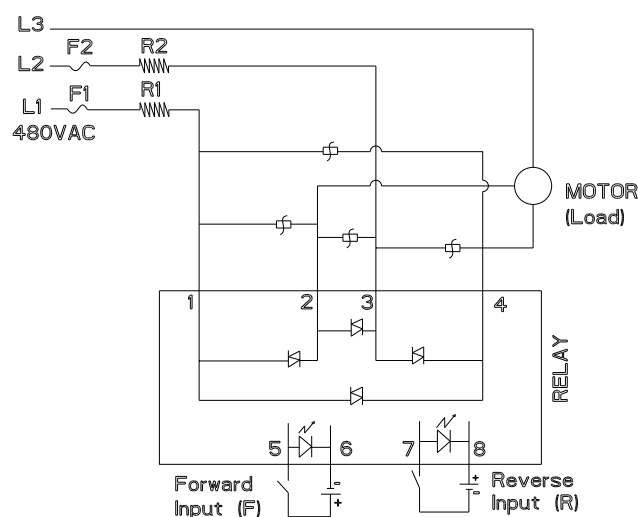 L3
F2 R2
L2
F1 R1
L1
480VAC
MOTOR
(Load)
1 2 3 4
RELAY
5 6 7 8
- +
+ -
Forward
Input (F)
Reverse
Input (R)